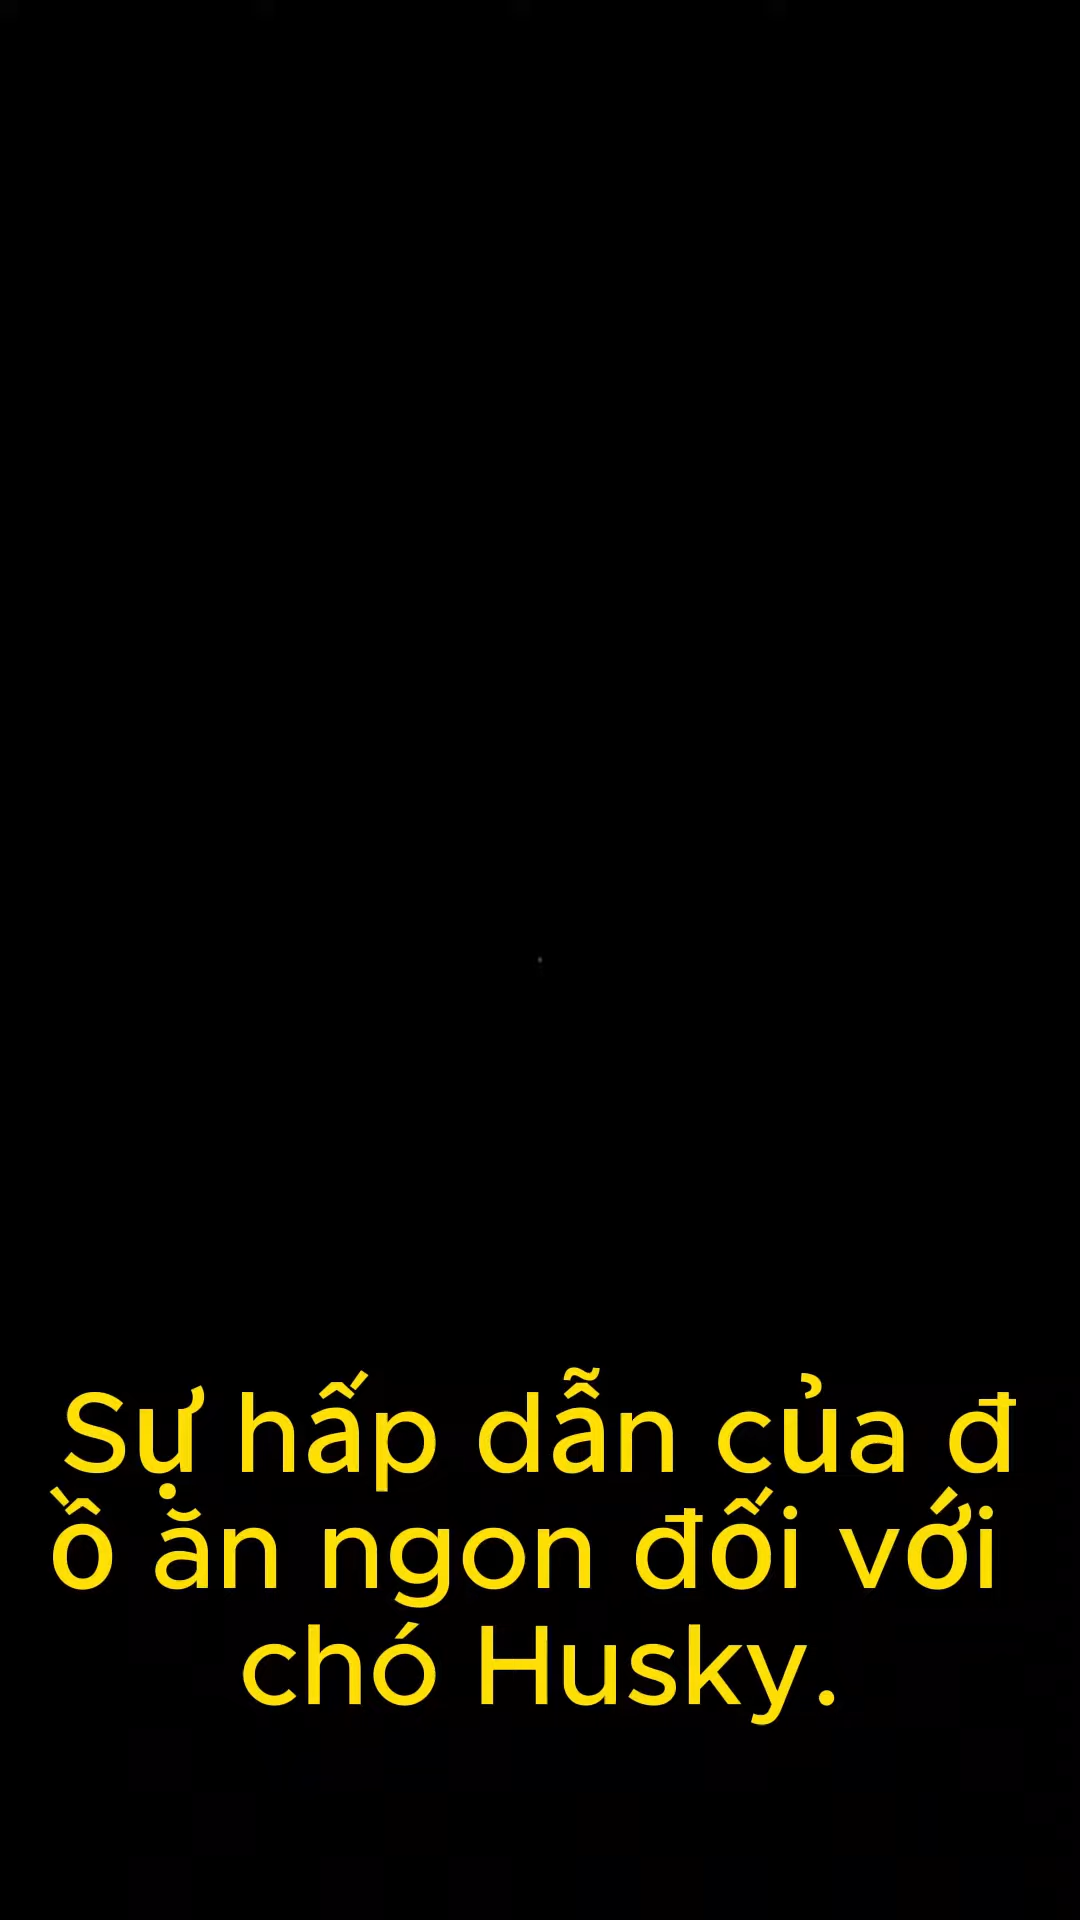 Sự hấp dẫn của đ
ồ ăn ngon đối với
chó Husky.